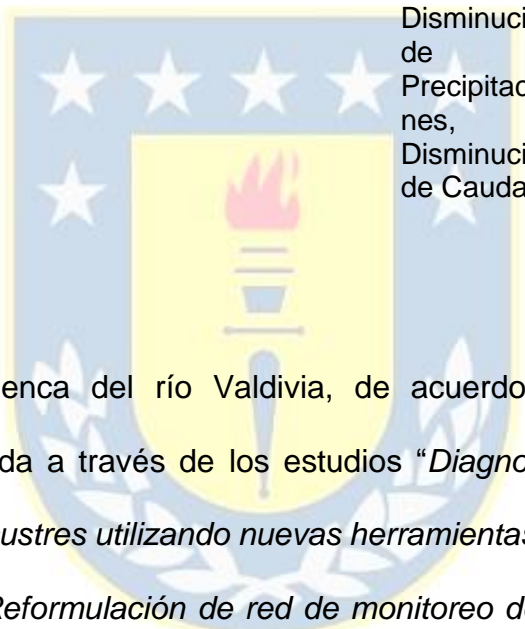 Disminuci
de
Precipitac
nes,
Disminuci
de Cauda
enca del río Valdivia, de acuerdo
da a través de los estudios “Diagno
ustres utilizando nuevas herramientas
Reformulación de red de monitoreo d